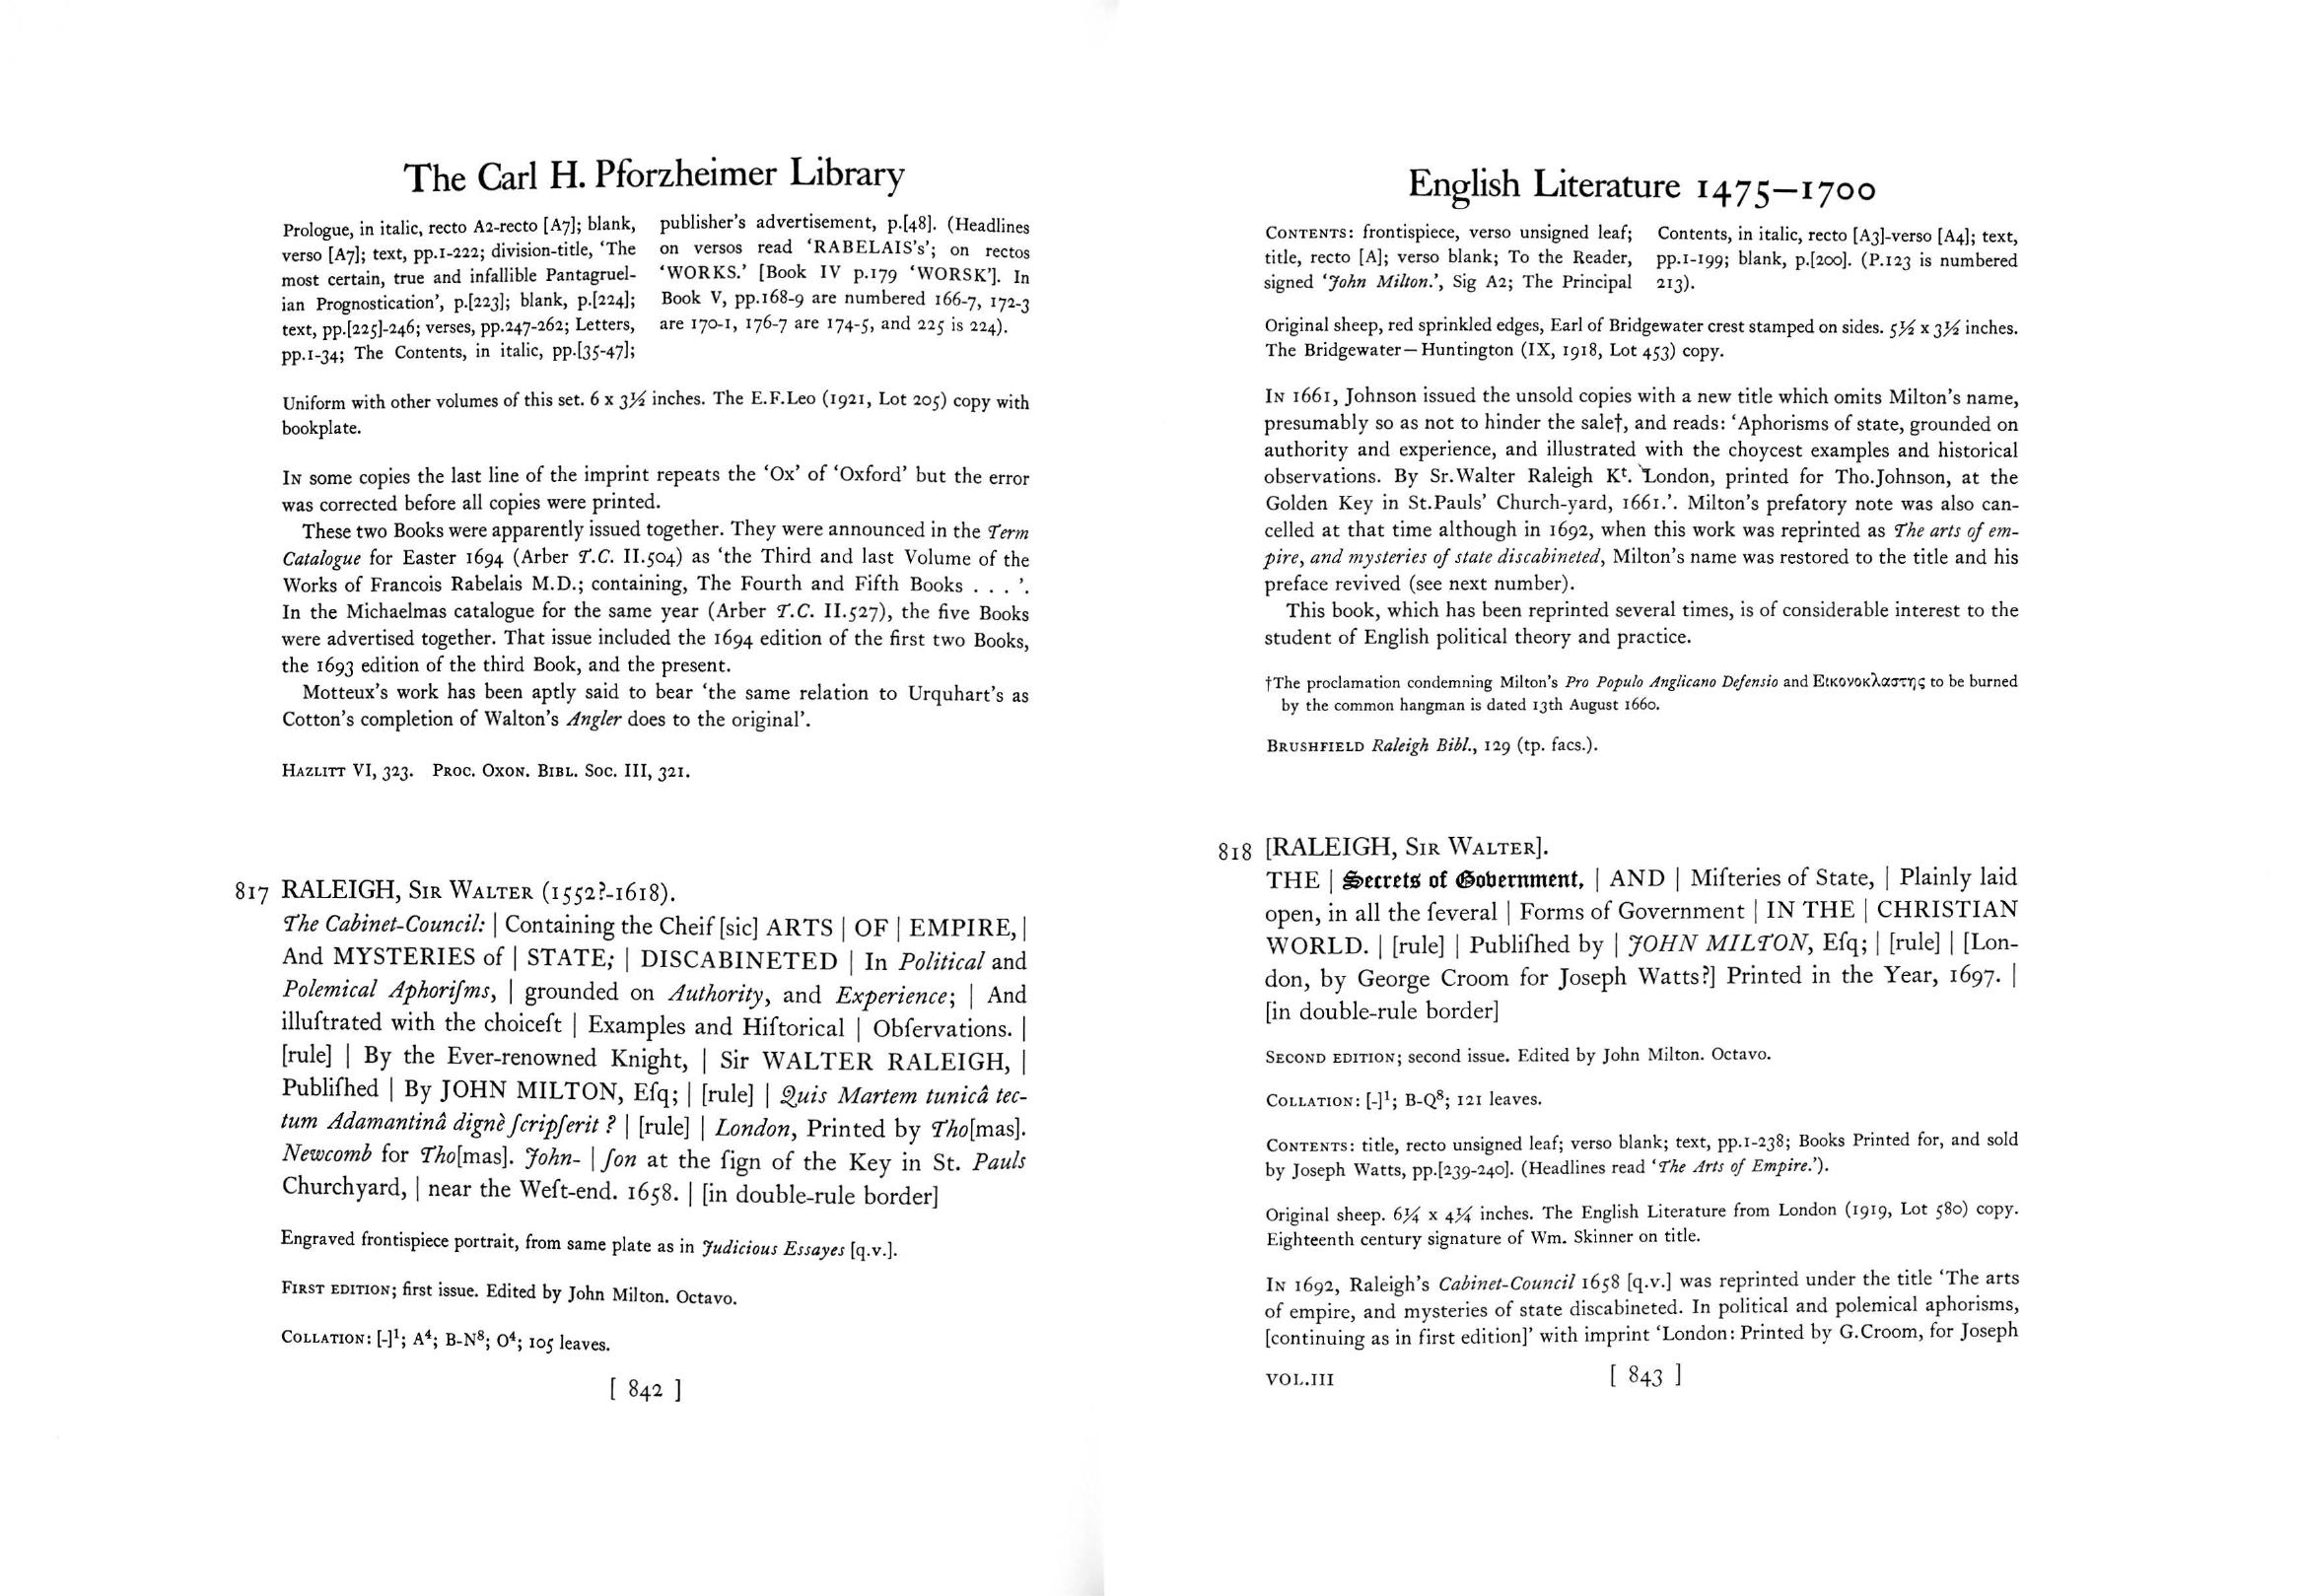 The Carl H. Pforzheimer Library
Prologue, in italic, recto A2-recto [A7]; blank,
verso [A7]; text, pp.1-222; division-title, ‘The
most certain, true and infallible Pantagruel-
ian Prognostication’, p.[223]; blank, p.[224];
text, pp.[225]-246; verses, pp.247-262; Letters,
pp.1-34; The Contents, in italic, pp.[35-47];
publisher’s advertisement, p.[48]. (Headlines
on versos read ‘RABELAIS’s’; on rectos
‘WORKS.’ [Book IV p.179 ‘WORSK’]. In
Book V, pp.168-9 are numbered 166-7, 172-3
are 170-1, 176-7 are 174-5, and 225 is 224).
Uniform with other volumes of this set. 6 x 3½ inches. The E.F.Leo (1921, Lot 205) copy with
bookplate.
In some copies the last line of the imprint repeats the ‘Ox’ of ‘Oxford’ but the error
was corrected before all copies were printed.
These two Books were apparently issued together. They were announced in the Term
Catalogue for Easter 1694 (Arber T.C. II.504) as ‘the Third and last Volume of the
Works of Francois Rabelais M.D.; containing, The Fourth and Fifth Books . . . ’.
In the Michaelmas catalogue for the same year (Arber T.C. II.527), the five Books
were advertised together. That issue included the 1694 edition of the first two Books,
the 1693 edition of the third Book, and the present.
Motteux’s work has been aptly said to bear ‘the same relation to Urquhart’s as
Cotton’s completion of Walton’s Angler does to the original’.
Hazlitt VI, 323. Proc. Oxon. Bibl. Soc. III, 321.
817 RALEIGH, Sir Walter (1552?-1618).
The Cabinet-Council: | Containing the Cheif [sic] ARTS | OF | EMPIRE, |
And MYSTERIES of | STATE; | DISCABINETED | In Political and
Polemical Aphoriſms, | grounded on Authority, and Experience; | And
illuſtrated with the choiceſt | Examples and Hiſtorical | Obſervations. |
[rule] | By the Ever-renowned Knight, | Sir WALTER RALEIGH, |
Publiſhed | By JOHN MILTON, Eſq; | [rule] | Quis Martem tunicâ tec-
tum Adamantinâ dignè ſcripſerit ? | [rule] | London, Printed by Tho[mas].
Newcomb for Tho[mas]. John- | ſon at the ſign of the Key in St. Pauls
Churchyard, | near the Weſt-end. 1658. | [in double-rule border]
Engraved frontispiece portrait, from same plate as in Judicious Essayes [q.v.].
First edition; first issue. Edited by John Milton. Octavo.
Collation: [-]¹; A⁴; B-N⁸; O⁴; 105 leaves.
[ 842 ]
English Literature 1475–1700
Contents: frontispiece, verso unsigned leaf;
title, recto [A]; verso blank; To the Reader,
signed ‘John Milton.’, Sig A2; The Principal
Contents, in italic, recto [A3]-verso [A4]; text,
pp.1-199; blank, p.[200]. (P.123 is numbered
213).
Original sheep, red sprinkled edges, Earl of Bridgewater crest stamped on sides. 5½ x 3½ inches.
The Bridgewater—Huntington (IX, 1918, Lot 453) copy.
In 1661, Johnson issued the unsold copies with a new title which omits Milton’s name,
presumably so as not to hinder the sale†, and reads: ‘Aphorisms of state, grounded on
authority and experience, and illustrated with the choycest examples and historical
observations. By Sr.Walter Raleigh Kᵗ. London, printed for Tho.Johnson, at the
Golden Key in St.Pauls’ Church-yard, 1661.’. Milton’s prefatory note was also can-
celled at that time although in 1692, when this work was reprinted as The arts of em-
pire, and mysteries of state discabineted, Milton’s name was restored to the title and his
preface revived (see next number).
This book, which has been reprinted several times, is of considerable interest to the
student of English political theory and practice.
†The proclamation condemning Milton’s Pro Populo Anglicano Defensio and Εικονοκλαστης to be burned
by the common hangman is dated 13th August 1660.
Brushfield Raleigh Bibl., 129 (tp. facs.).
818 [RALEIGH, Sir Walter].
THE | Secrets of Government, | AND | Miſteries of State, | Plainly laid
open, in all the ſeveral | Forms of Government | IN THE | CHRISTIAN
WORLD. | [rule] | Publiſhed by | JOHN MILTON, Eſq; | [rule] | [Lon-
don, by George Croom for Joseph Watts?] Printed in the Year, 1697. |
[in double-rule border]
Second edition; second issue. Edited by John Milton. Octavo.
Collation: [-]¹; B-Q⁸; 121 leaves.
Contents: title, recto unsigned leaf; verso blank; text, pp.1-238; Books Printed for, and sold
by Joseph Watts, pp.[239-240]. (Headlines read ‘The Arts of Empire.’).
Original sheep. 6¼ x 4¼ inches. The English Literature from London (1919, Lot 580) copy.
Eighteenth century signature of Wm. Skinner on title.
In 1692, Raleigh’s Cabinet-Council 1658 [q.v.] was reprinted under the title ‘The arts
of empire, and mysteries of state discabineted. In political and polemical aphorisms,
[continuing as in first edition]’ with imprint ‘London: Printed by G.Croom, for Joseph
VOL.III
[ 843 ]